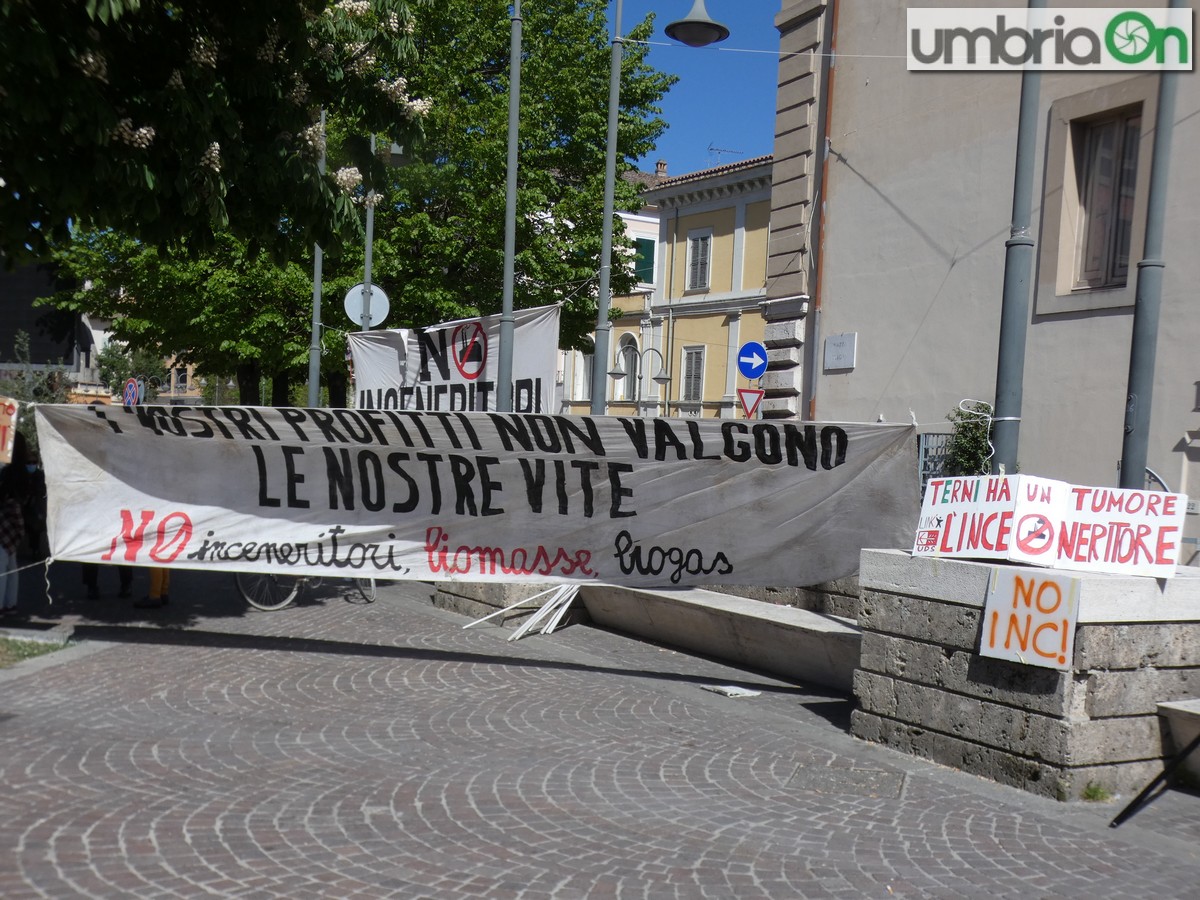 umbriaOn
NO
INCENERITORI
I VOSTRI PROFITTI NON VALGONO
LE NOSTRE VITE
NO inceneritori, biomasse, biogas
TERNI HA UN TUMORE
L'INCENERITORE
UDS
NO
INC!